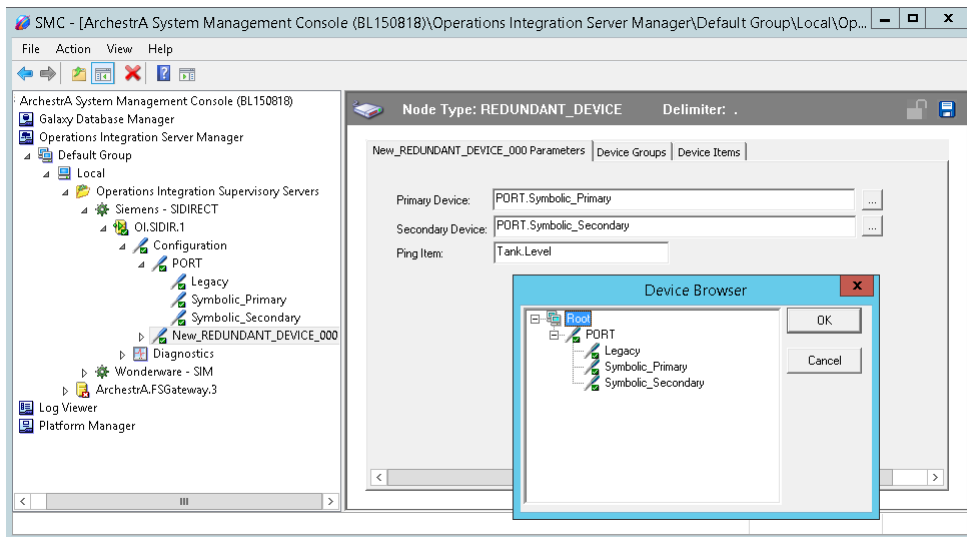 SMC - [ArchestrA System Management Console (BL150818)\Operations Integration Server Manager\Default Group\Local\Op...
File Action View Help
ArchestrA System Management Console (BL150818)
Galaxy Database Manager
Operations Integration Server Manager
Default Group
Local
Operations Integration Supervisory Servers
Siemens - SIDIRECT
OI.SIDIR.1
Configuration
PORT
Legacy
Symbolic_Primary
Symbolic_Secondary
New_REDUNDANT_DEVICE_000
Diagnostics
Wonderware - SIM
ArchestrA.FSGateway.3
Log Viewer
Platform Manager
Node Type: REDUNDANT_DEVICE Delimiter: .
New_REDUNDANT_DEVICE_000 Parameters Device Groups Device Items
Primary Device: PORT.Symbolic_Primary ...
Secondary Device: PORT.Symbolic_Secondary ...
Ping Item: Tank.Level
Device Browser x
Root
PORT
Legacy
Symbolic_Primary
Symbolic_Secondary
OK
Cancel